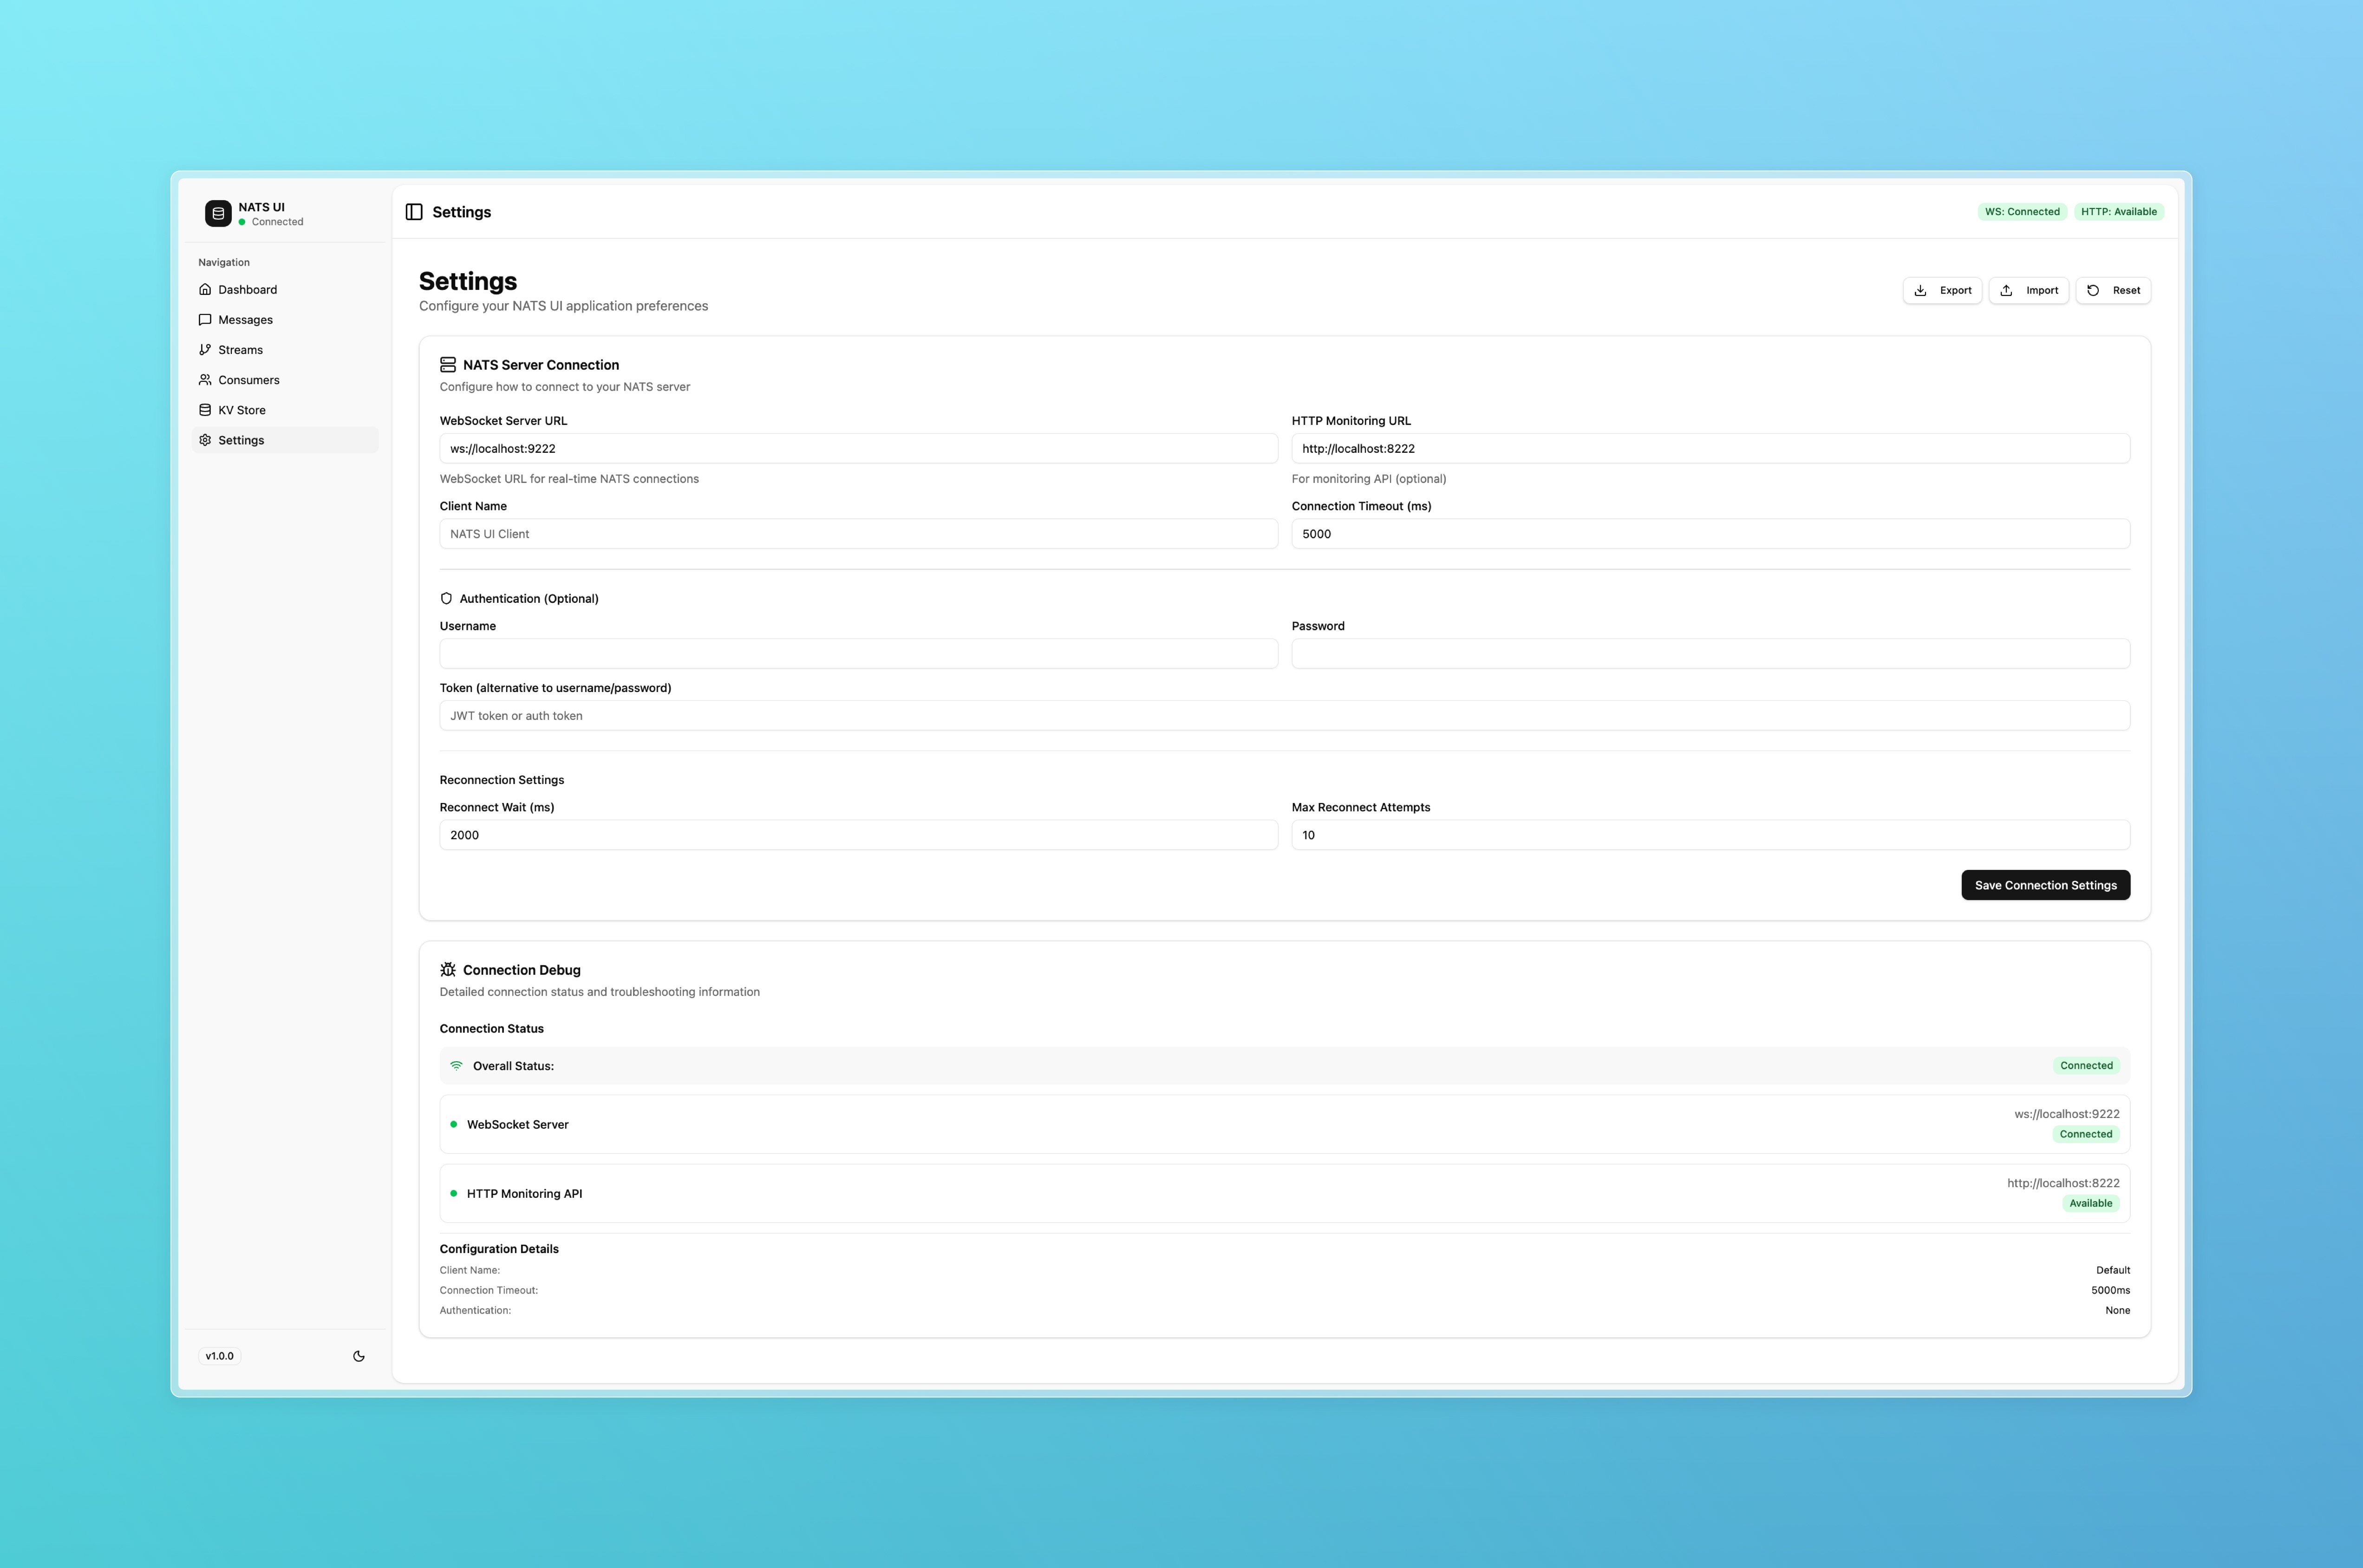 NATS UI
Connected
Navigation
Dashboard
Messages
Streams
Consumers
KV Store
Settings
v1.0.0
Settings
WS: Connected
HTTP: Available
Settings
Configure your NATS UI application preferences
Export
Import
Reset
NATS Server Connection
Configure how to connect to your NATS server
WebSocket Server URL
ws://localhost:9222
WebSocket URL for real-time NATS connections
HTTP Monitoring URL
http://localhost:8222
For monitoring API (optional)
Client Name
NATS UI Client
Connection Timeout (ms)
5000
Authentication (Optional)
Username
Password
Token (alternative to username/password)
JWT token or auth token
Reconnection Settings
Reconnect Wait (ms)
2000
Max Reconnect Attempts
10
Save Connection Settings
Connection Debug
Detailed connection status and troubleshooting information
Connection Status
Overall Status:
Connected
WebSocket Server
ws://localhost:9222
Connected
HTTP Monitoring API
http://localhost:8222
Available
Configuration Details
Client Name:
Default
Connection Timeout:
5000ms
Authentication:
None